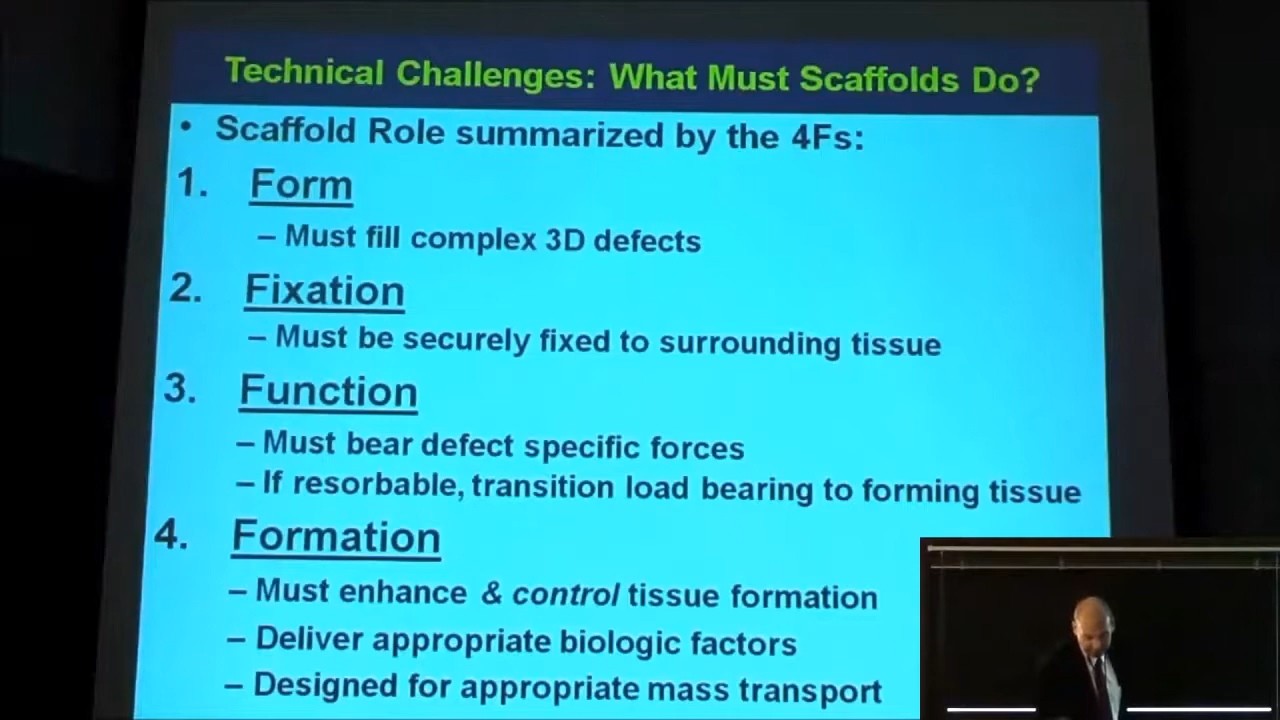 Technical Challenges: What Must Scaffolds Do?
• Scaffold Role summarized by the 4Fs:
1. Form
– Must fill complex 3D defects
2. Fixation
– Must be securely fixed to surrounding tissue
3. Function
– Must bear defect specific forces
– If resorbable, transition load bearing to forming tissue
4. Formation
– Must enhance & control tissue formation
– Deliver appropriate biologic factors
– Designed for appropriate mass transport